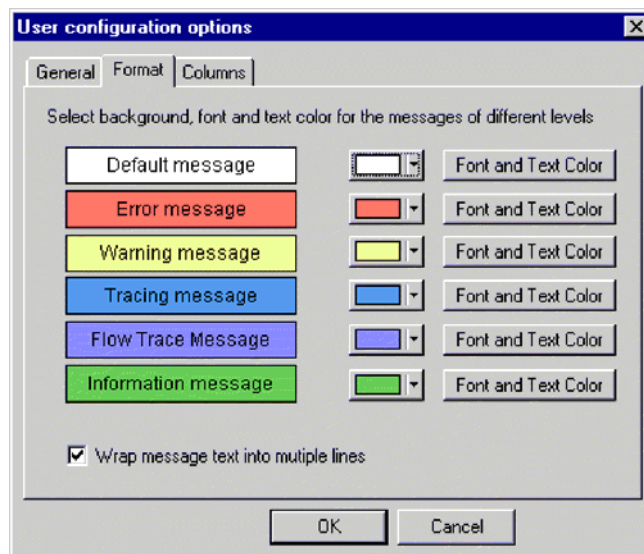 User configuration options
General Format Columns
Select background, font and text color for the messages of different levels
Default message Font and Text Color
Error message Font and Text Color
Warning message Font and Text Color
Tracing message Font and Text Color
Flow Trace Message Font and Text Color
Information message Font and Text Color
Wrap message text into mutiple lines
OK Cancel